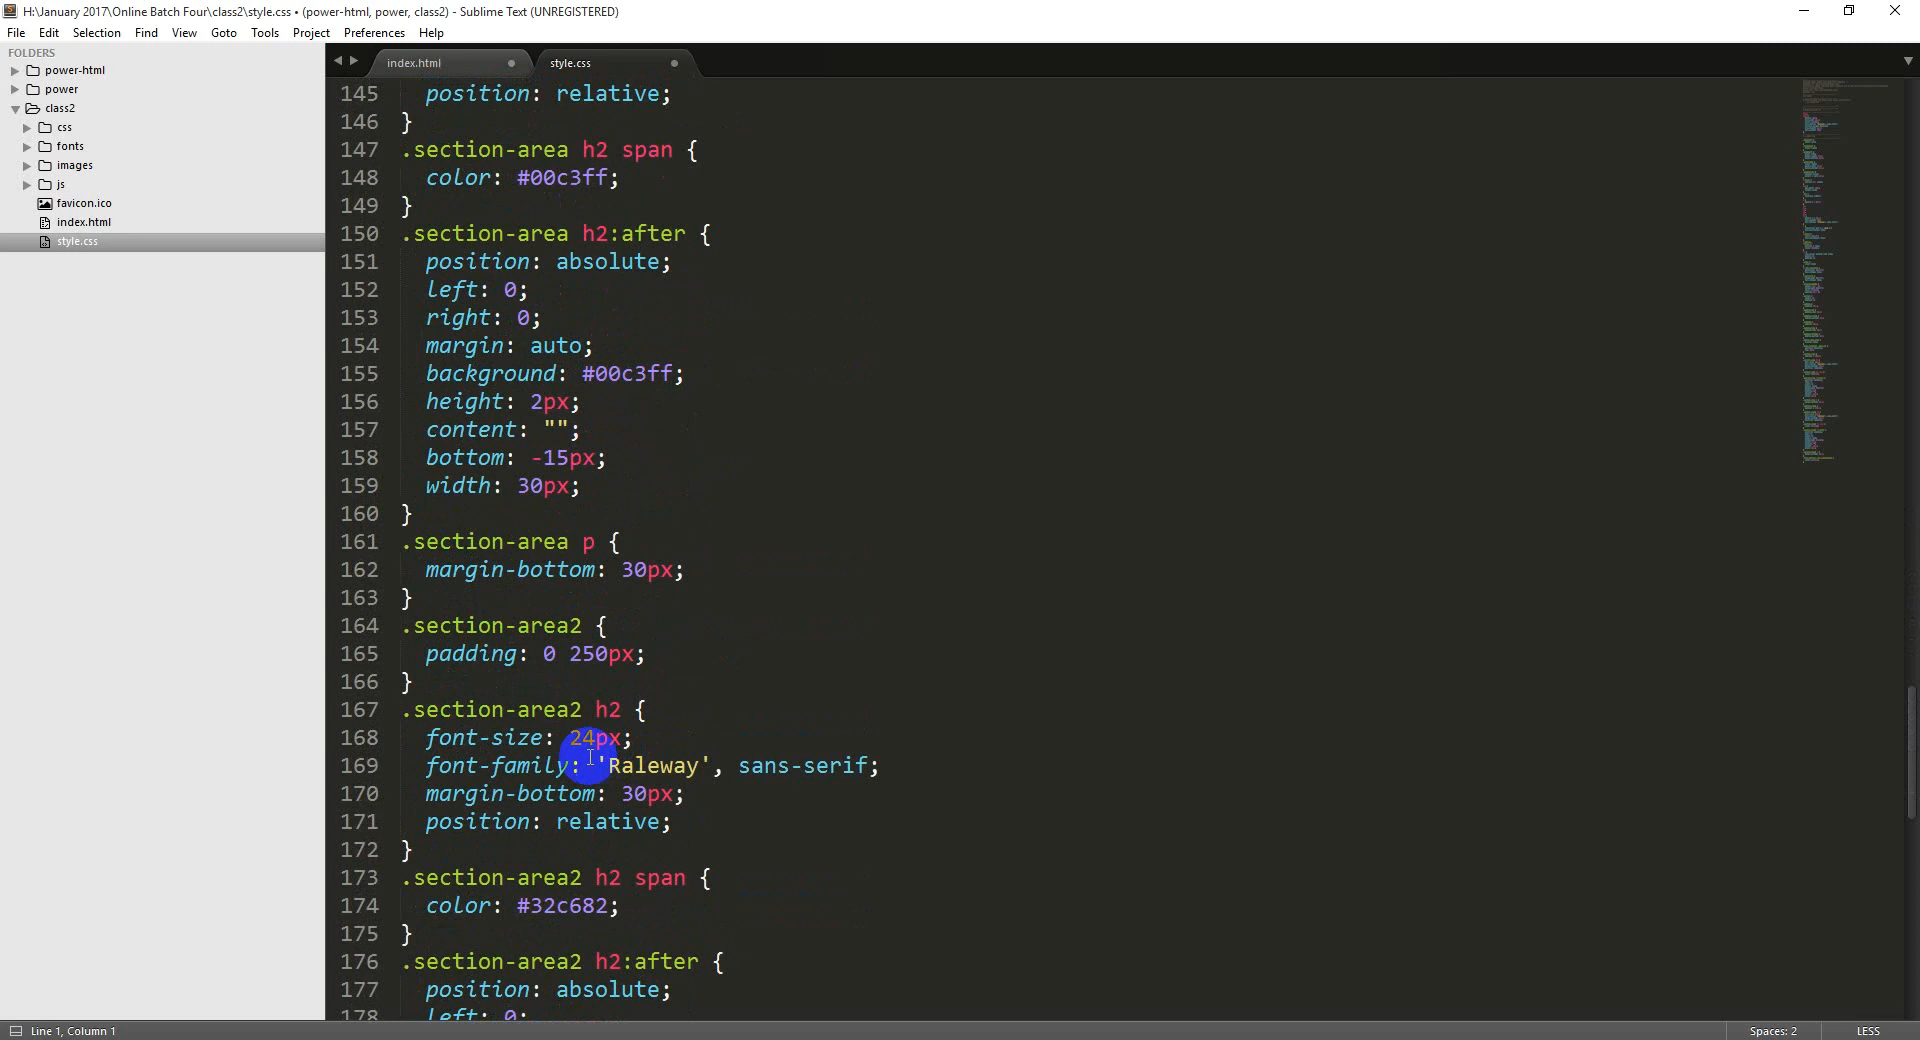 H:\January 2017\Online Batch Four\class2\style.css • (power-html, power, class2) - Sublime Text (UNREGISTERED)
File Edit Selection Find View Goto Tools Project Preferences Help
FOLDERS
power-html
power
class2
css
fonts
images
js
favicon.ico
index.html
style.css
index.html style.css
145 position: relative;
146 }
147 .section-area h2 span {
148 color: #00c3ff;
149 }
150 .section-area h2:after {
151 position: absolute;
152 left: 0;
153 right: 0;
154 margin: auto;
155 background: #00c3ff;
156 height: 2px;
157 content: "";
158 bottom: -15px;
159 width: 30px;
160 }
161 .section-area p {
162 margin-bottom: 30px;
163 }
164 .section-area2 {
165 padding: 0 250px;
166 }
167 .section-area2 h2 {
168 font-size: 24px;
169 font-family: 'Raleway', sans-serif;
170 margin-bottom: 30px;
171 position: relative;
172 }
173 .section-area2 h2 span {
174 color: #32c682;
175 }
176 .section-area2 h2:after {
177 position: absolute;
178 left: 0;
Line 1, Column 1 Spaces: 2 LESS